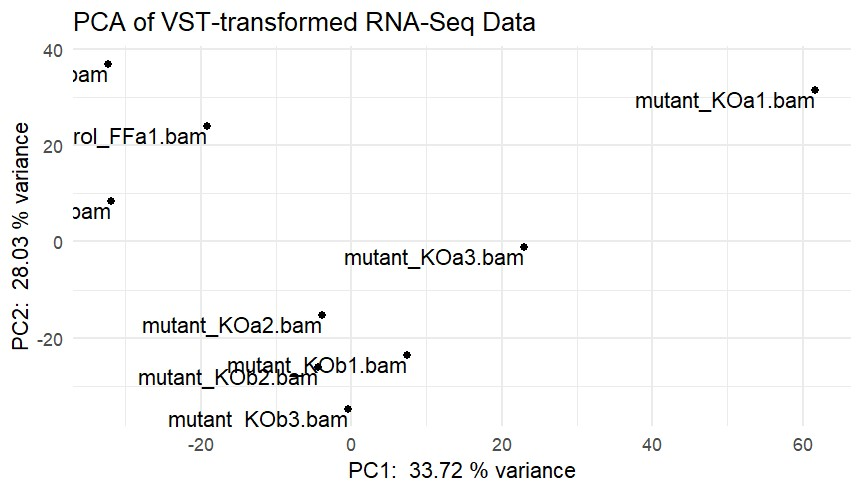 PCA of VST-transformed RNA-Seq Data
40
bam
mutant_KOa1.bam
rol_FFa1.bam
20
bam
0
mutant_KOa3.bam
mutant_KOa2.bam
-20
mutant_KOb1.bam
mutant_KOb2.bam
mutant_KOb3.bam
-20 0 20 40 60
PC1: 33.72 % variance
PC2: 28.03 % variance